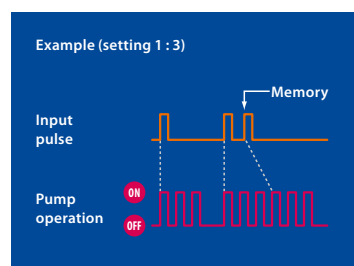 Example (setting 1 : 3)
Memory
Input
pulse
Pump
operation
ON
OFF